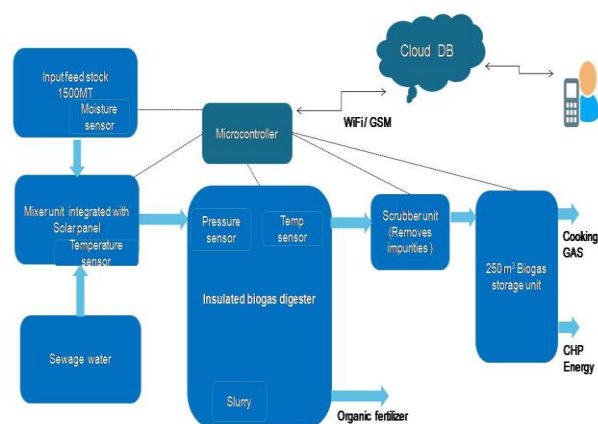 Input feed stock
1500MT
Moisture
sensor
Cloud DB
WiFi/ GSM
Microcontroller
Mixer unit integrated with
Solar panel
Temperature
sensor
Pressure
sensor
Temp
sensor
Insulated biogas digester
Slurry
Scrubber unit
(Removes
impurities )
250 m³ Biogas
storage unit
Cooking
GAS
CHP
Energy
Sewage water
Organic fertilizer